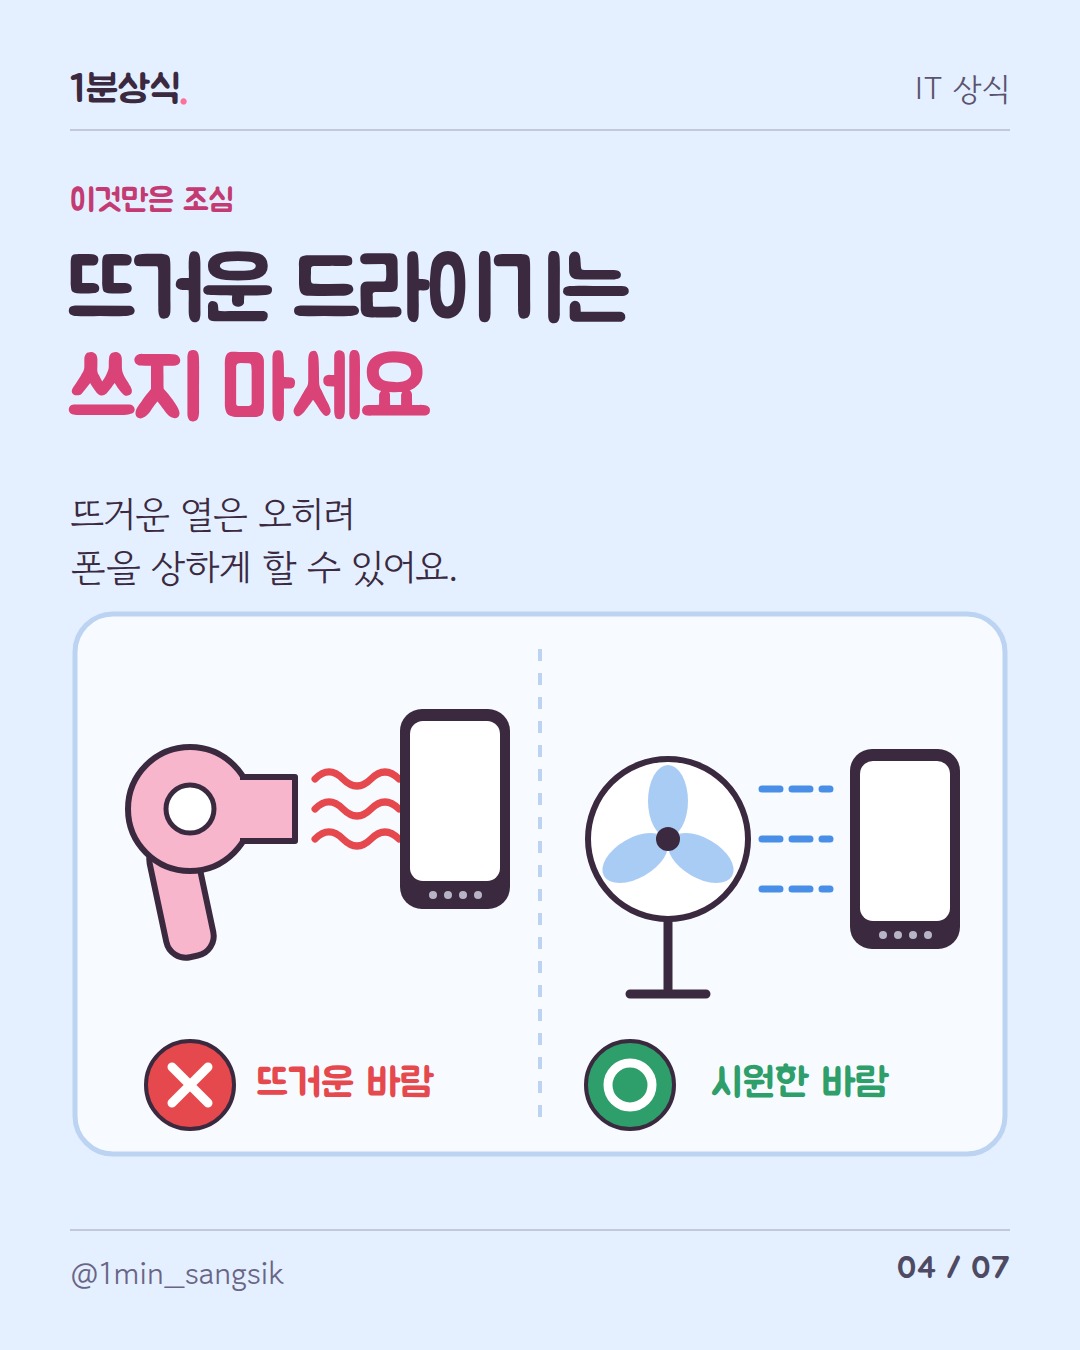 1분상식.
IT 상식
이것만은 조심
뜨거운 드라이기는
쓰지 마세요
뜨거운 열은 오히려
폰을 상하게 할 수 있어요.
뜨거운 바람
시원한 바람
@1min_sangsik
04 / 07